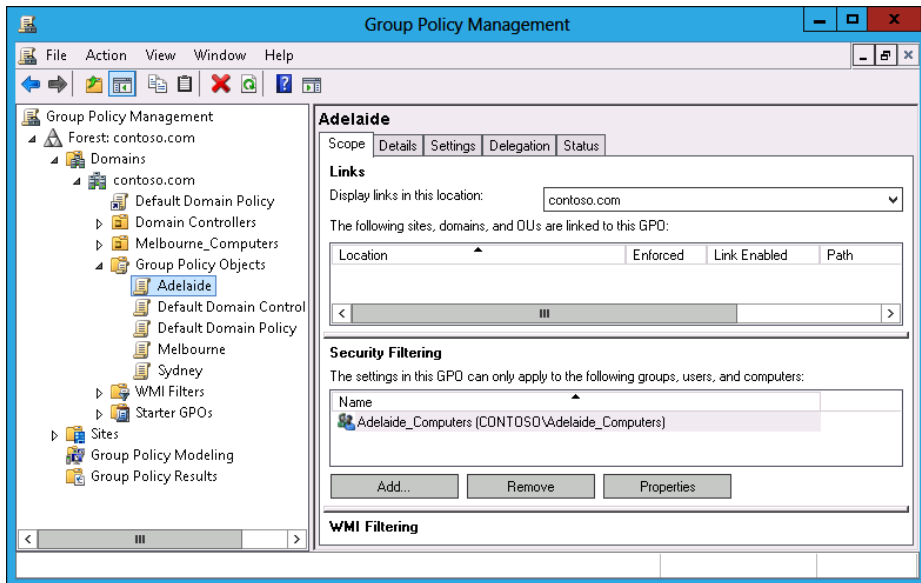 Group Policy Management
File Action View Window Help
Group Policy Management
Forest: contoso.com
Domains
contoso.com
Default Domain Policy
Domain Controllers
Melbourne_Computers
Group Policy Objects
Adelaide
Default Domain Control
Default Domain Policy
Melbourne
Sydney
WMI Filters
Starter GPOs
Sites
Group Policy Modeling
Group Policy Results
Adelaide
Scope Details Settings Delegation Status
Links
Display links in this location: contoso.com
The following sites, domains, and OUs are linked to this GPO:
Location Enforced Link Enabled Path
Security Filtering
The settings in this GPO can only apply to the following groups, users, and computers:
Name
Adelaide_Computers (CONTOSO\Adelaide_Computers)
Add... Remove Properties
WMI Filtering